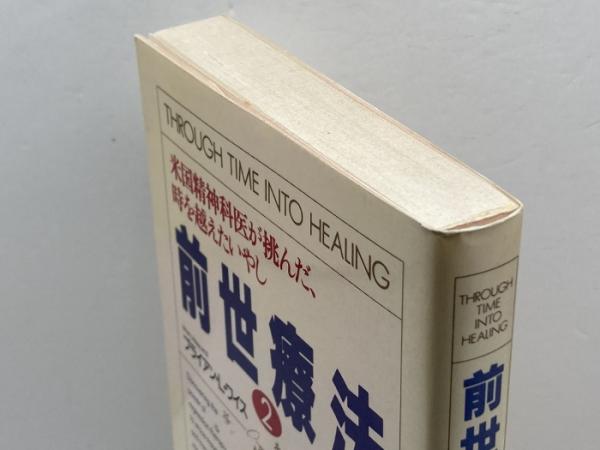 THROUGH TIME INTO HEALING
米国精神科医が挑んだ、
時を越えたいやし
前世療法
2
ブライアン・L・ワイス
THROUGH
TIME
INTO
HEALING
前世